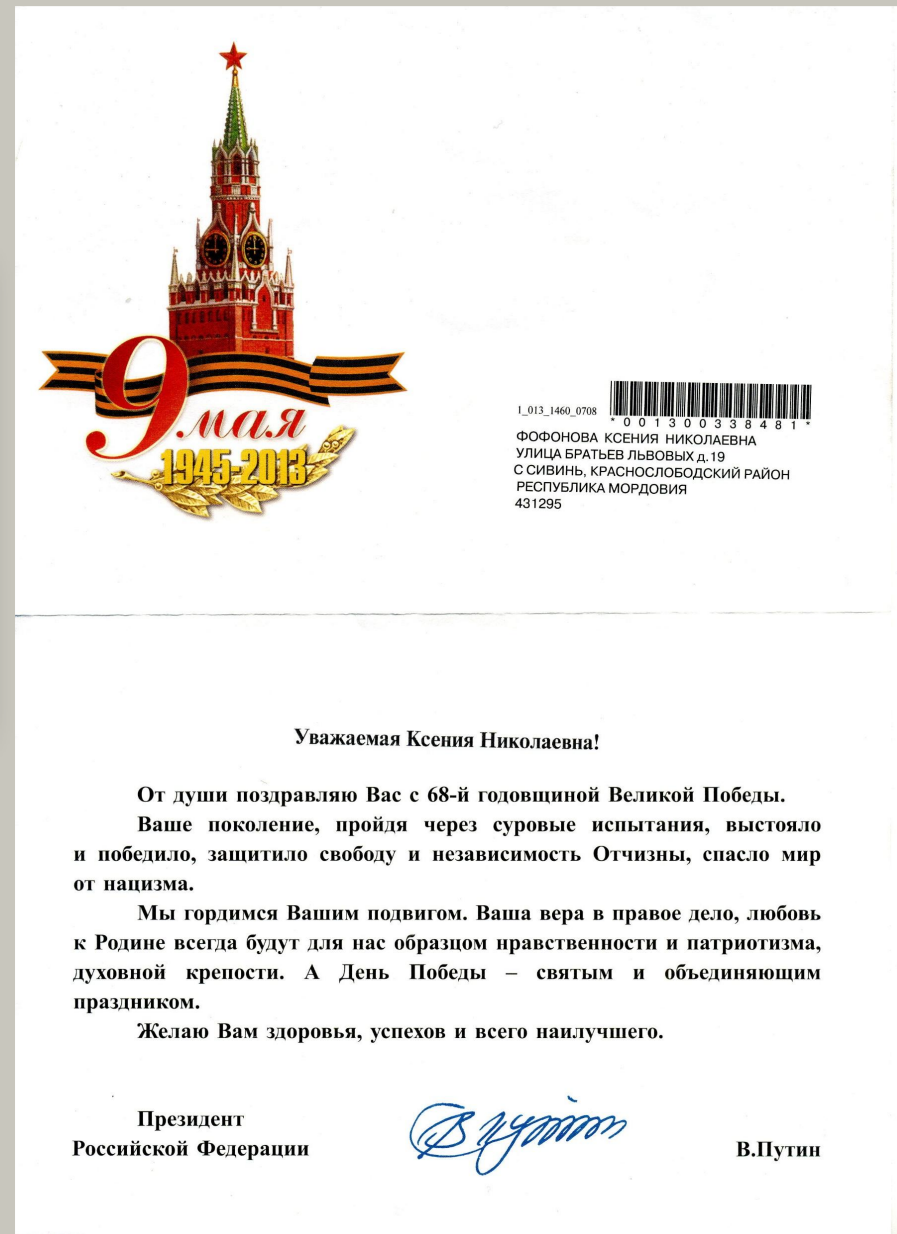 9 мая
1945-2013
1_013_1460_0708
*001300338481*
ФОФОНОВА КСЕНИЯ НИКОЛАЕВНА
УЛИЦА БРАТЬЕВ ЛЬВОВЫХ д.19
С СИВИНЬ, КРАСНОСЛОБОДСКИЙ РАЙОН
РЕСПУБЛИКА МОРДОВИЯ
431295
Уважаемая Ксения Николаевна!
От души поздравляю Вас с 68-й годовщиной Великой Победы.
Ваше поколение, пройдя через суровые испытания, выстояло
и победило, защитило свободу и независимость Отчизны, спасло мир
от нацизма.
Мы гордимся Вашим подвигом. Ваша вера в правое дело, любовь
к Родине всегда будут для нас образцом нравственности и патриотизма,
духовной крепости. А День Победы – святым и объединяющим
праздником.
Желаю Вам здоровья, успехов и всего наилучшего.
Президент
Российской Федерации
В Путин
В.Путин